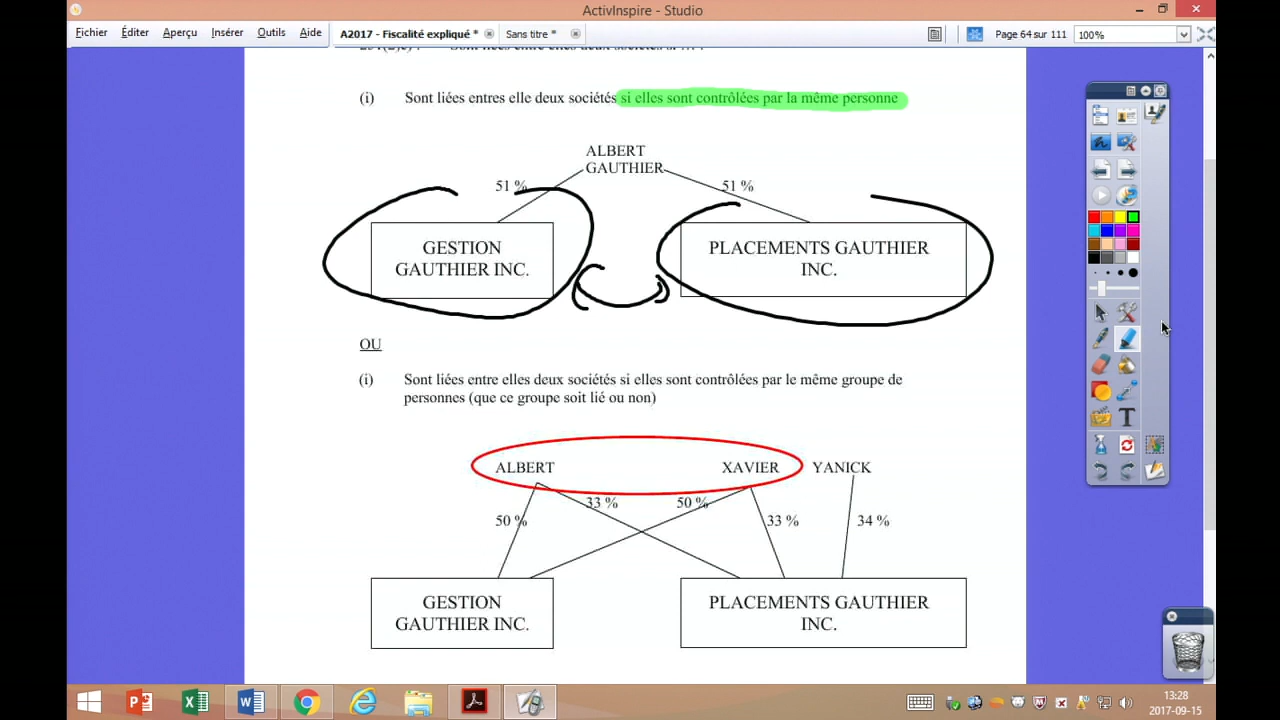 ActivInspire - Studio
Fichier Éditer Aperçu Insérer Outils Aide A2017 - Fiscalité expliqué * Sans titre * Page 64 sur 111 100%
(i) Sont liées entres elle deux sociétés si elles sont contrôlées par la même personne
ALBERT
GAUTHIER
51 % 51 %
GESTION PLACEMENTS GAUTHIER
GAUTHIER INC. INC.
OU
(i) Sont liées entre elles deux sociétés si elles sont contrôlées par le même groupe de
personnes (que ce groupe soit lié ou non)
ALBERT XAVIER YANICK
33 % 50 %
50 % 33 % 34 %
GESTION PLACEMENTS GAUTHIER
GAUTHIER INC. INC.
13:28
2017-09-15